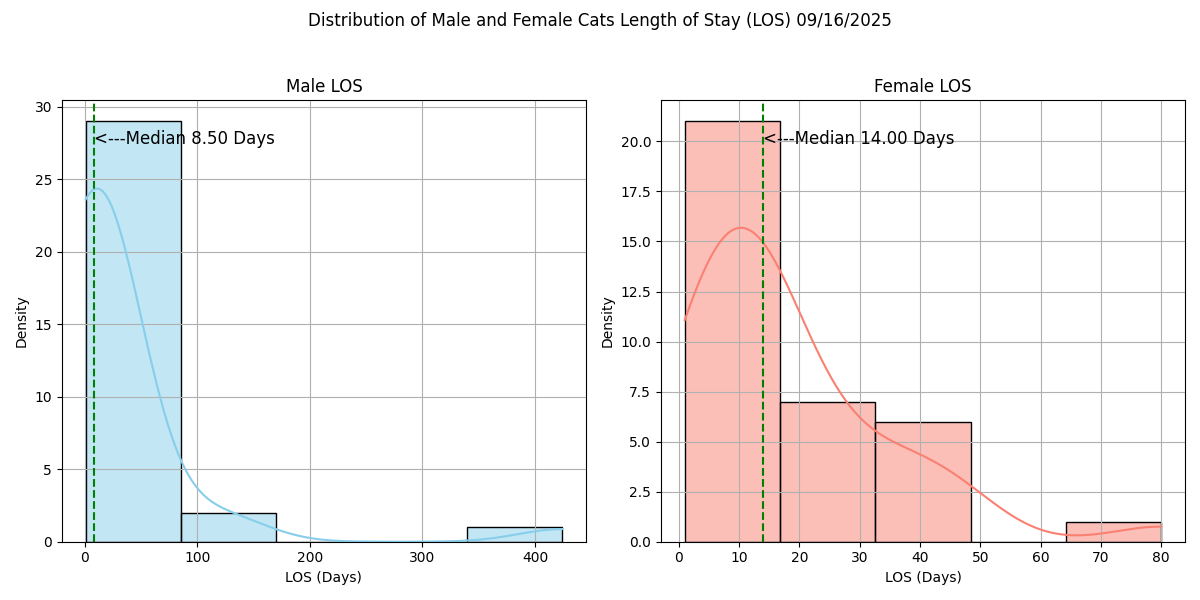 Distribution of Male and Female Cats Length of Stay (LOS) 09/16/2025
Male LOS
30
25
20
15
10
5
0
Density
<---Median 8.50 Days
0 100 200 300 400
LOS (Days)
Female LOS
20.0
17.5
15.0
12.5
10.0
7.5
5.0
2.5
0.0
Density
<---Median 14.00 Days
0 10 20 30 40 50 60 70 80
LOS (Days)